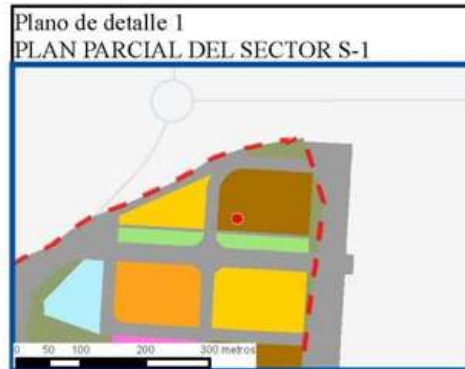 Plano de detalle 1
PLAN PARCIAL DEL SECTOR S-1
0 50 100 200 300 metros